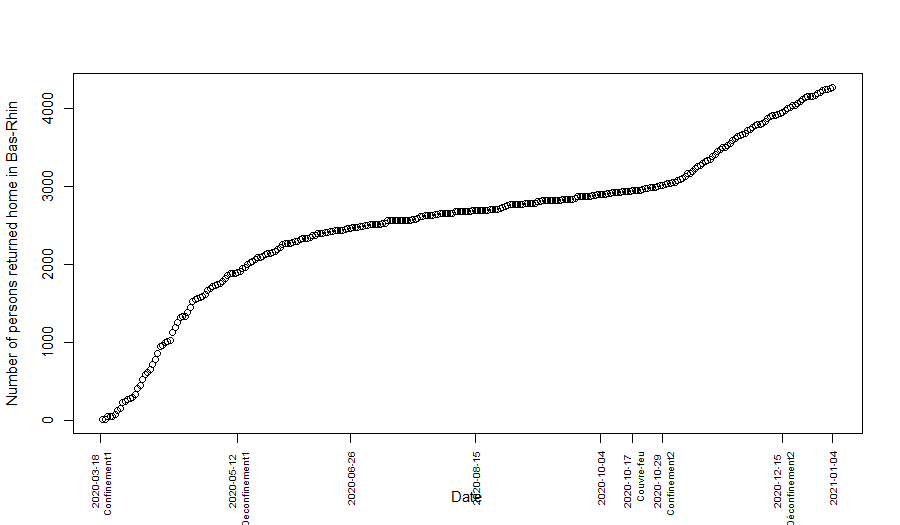 Number of persons returned home in Bas-Rhin
4000
3000
2000
1000
0
2020-03-18
Confinement1
2020-05-12
Déconfinement1
2020-06-26
2020-08-15
2020-10-04
2020-10-17
Couvre-feu
2020-10-29
Confinement2
2020-12-15
Déconfinement2
2021-01-04
Date